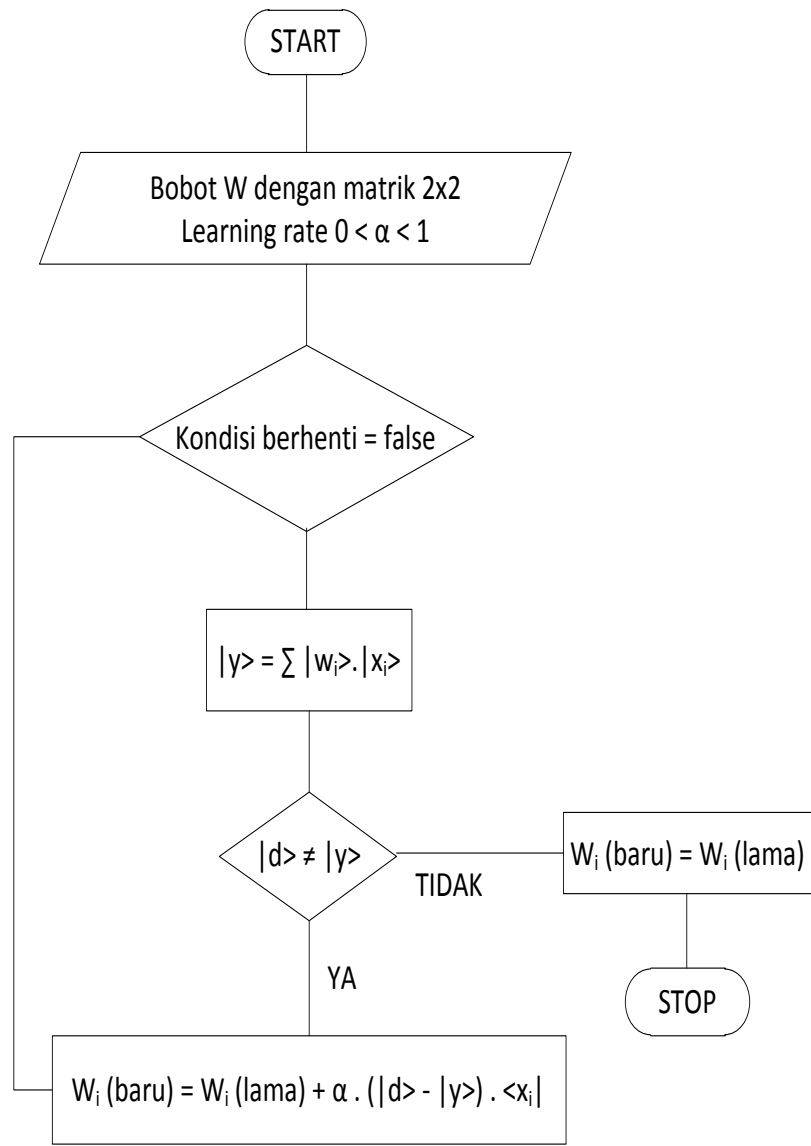 START
Bobot W dengan matrik 2x2
Learning rate 0 < α < 1
Kondisi berhenti = false
|y> = ∑ |wᵢ>.|xᵢ>
|d> ≠ |y>
TIDAK
Wᵢ (baru) = Wᵢ (lama)
YA
STOP
Wᵢ (baru) = Wᵢ (lama) + α . (|d> - |y>) . <xᵢ|